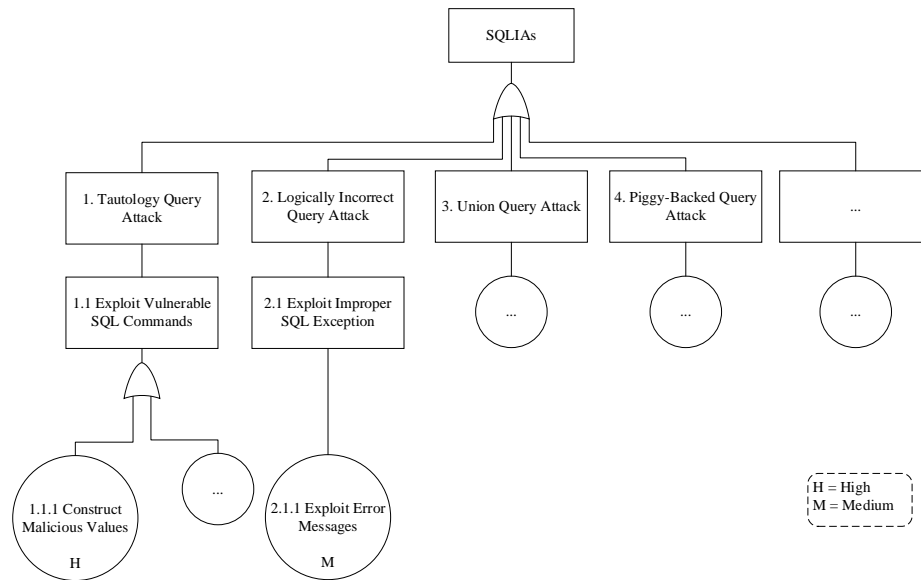 SQLIAs
1. Tautology Query
Attack
2. Logically Incorrect
Query Attack
3. Union Query Attack
4. Piggy-Backed Query
Attack
...
1.1 Exploit Vulnerable
SQL Commands
2.1 Exploit Improper
SQL Exception
...
...
...
1.1.1 Construct
Malicious Values
H
...
2.1.1 Exploit Error
Messages
M
H = High
M = Medium